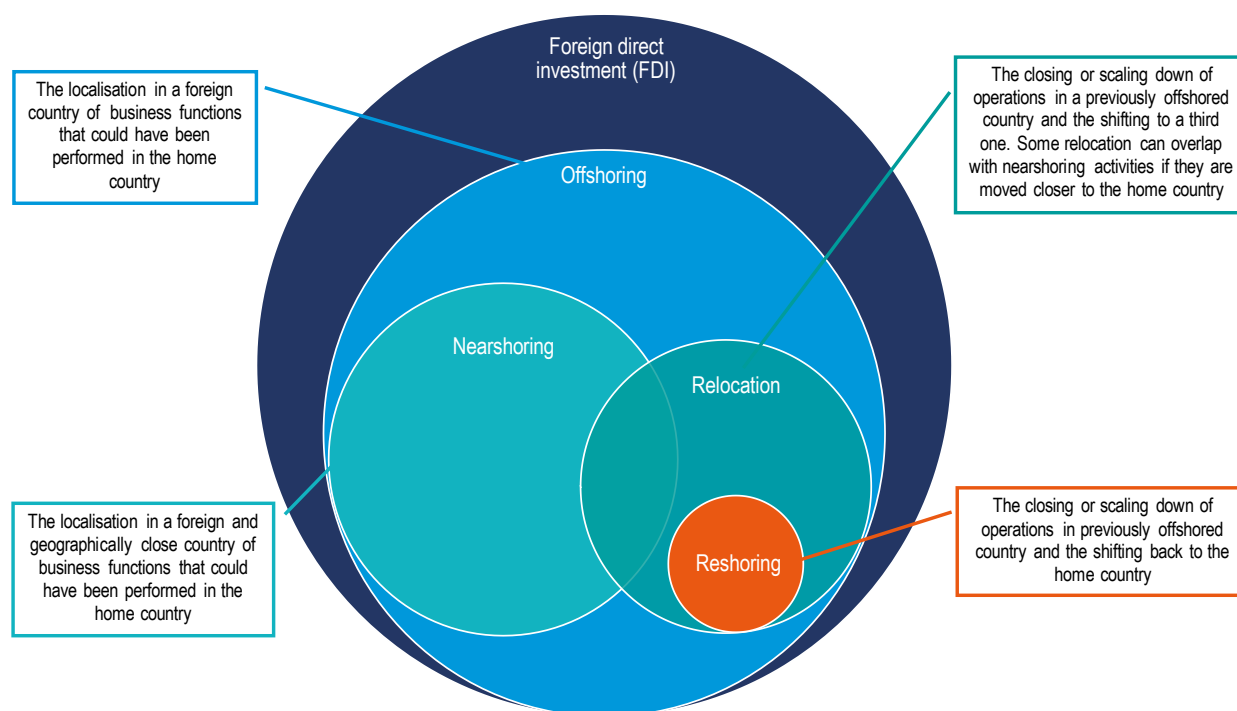 Foreign direct
investment (FDI)
The localisation in a foreign
country of business functions
that could have been
performed in the home
country
The closing or scaling down of
operations in a previously offshored
country and the shifting to a third
one. Some relocation can overlap
with nearshoring activities if they are
moved closer to the home country
Offshoring
Nearshoring
Relocation
The localisation in a foreign and
geographically close country of
business functions that could
have been performed in the
home country
Reshoring
The closing or scaling down of
operations in previously offshored
country and the shifting back to the
home country